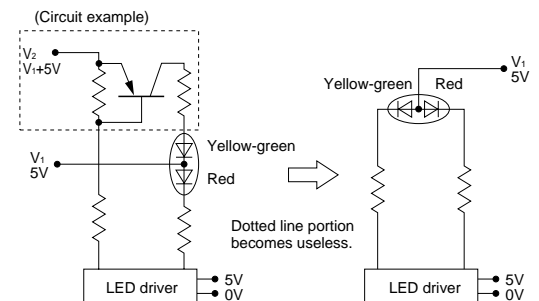 (Circuit example)
V2
V1+5V
V1
5V
Yellow-green
Red
LED driver
5V
0V
Dotted line portion
becomes useless.
V1
5V
Yellow-green Red
LED driver
5V
0V